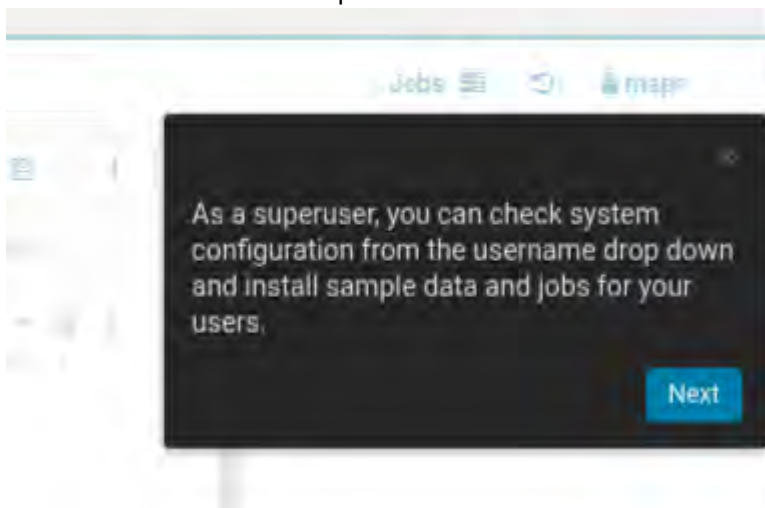 Jobs
As a superuser, you can check system
configuration from the username drop down
and install sample data and jobs for your
users.
Next